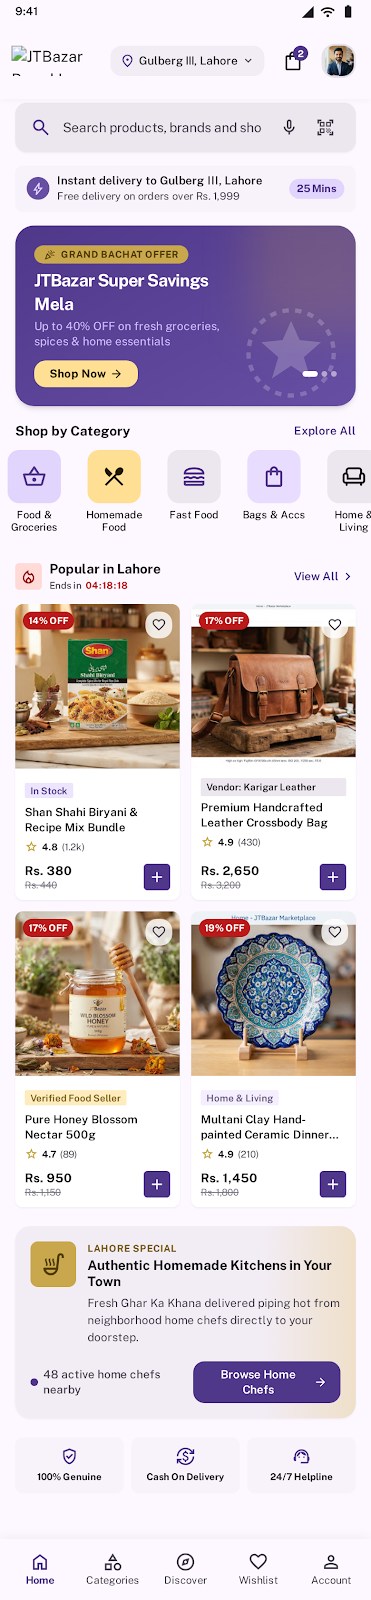 9:41
JTBazar
Gulberg III, Lahore
2
Search products, brands and sho
Instant delivery to Gulberg III, Lahore
Free delivery on orders over Rs. 1,999
25 Mins
GRAND BACHAT OFFER
JTBazar Super Savings
Mela
Up to 40% OFF on fresh groceries,
spices & home essentials
Shop Now →
Shop by Category
Explore All
Food &
Groceries
Homemade
Food
Fast Food
Bags & Accs
Home &
Living
Popular in Lahore
Ends in 04:18:18
View All
14% OFF
Shan
Shahi Biryani
In Stock
Shan Shahi Biryani &
Recipe Mix Bundle
4.8 (1.2k)
Rs. 380
Rs. 440
17% OFF
Vendor: Karigar Leather
Premium Handcrafted
Leather Crossbody Bag
4.9 (430)
Rs. 2,650
Rs. 3,200
17% OFF
WILD BLOSSOM
HONEY
Verified Food Seller
Pure Honey Blossom
Nectar 500g
4.7 (89)
Rs. 950
Rs. 1,150
Home - JTBazar Marketplace
19% OFF
Home & Living
Multani Clay Hand-
painted Ceramic Dinner...
4.9 (210)
Rs. 1,450
Rs. 1,800
LAHORE SPECIAL
Authentic Homemade Kitchens in Your
Town
Fresh Ghar Ka Khana delivered piping hot from
neighborhood home chefs directly to your
doorstep.
48 active home chefs
nearby
Browse Home
Chefs
100% Genuine
Cash On Delivery
24/7 Helpline
Home
Categories
Discover
Wishlist
Account